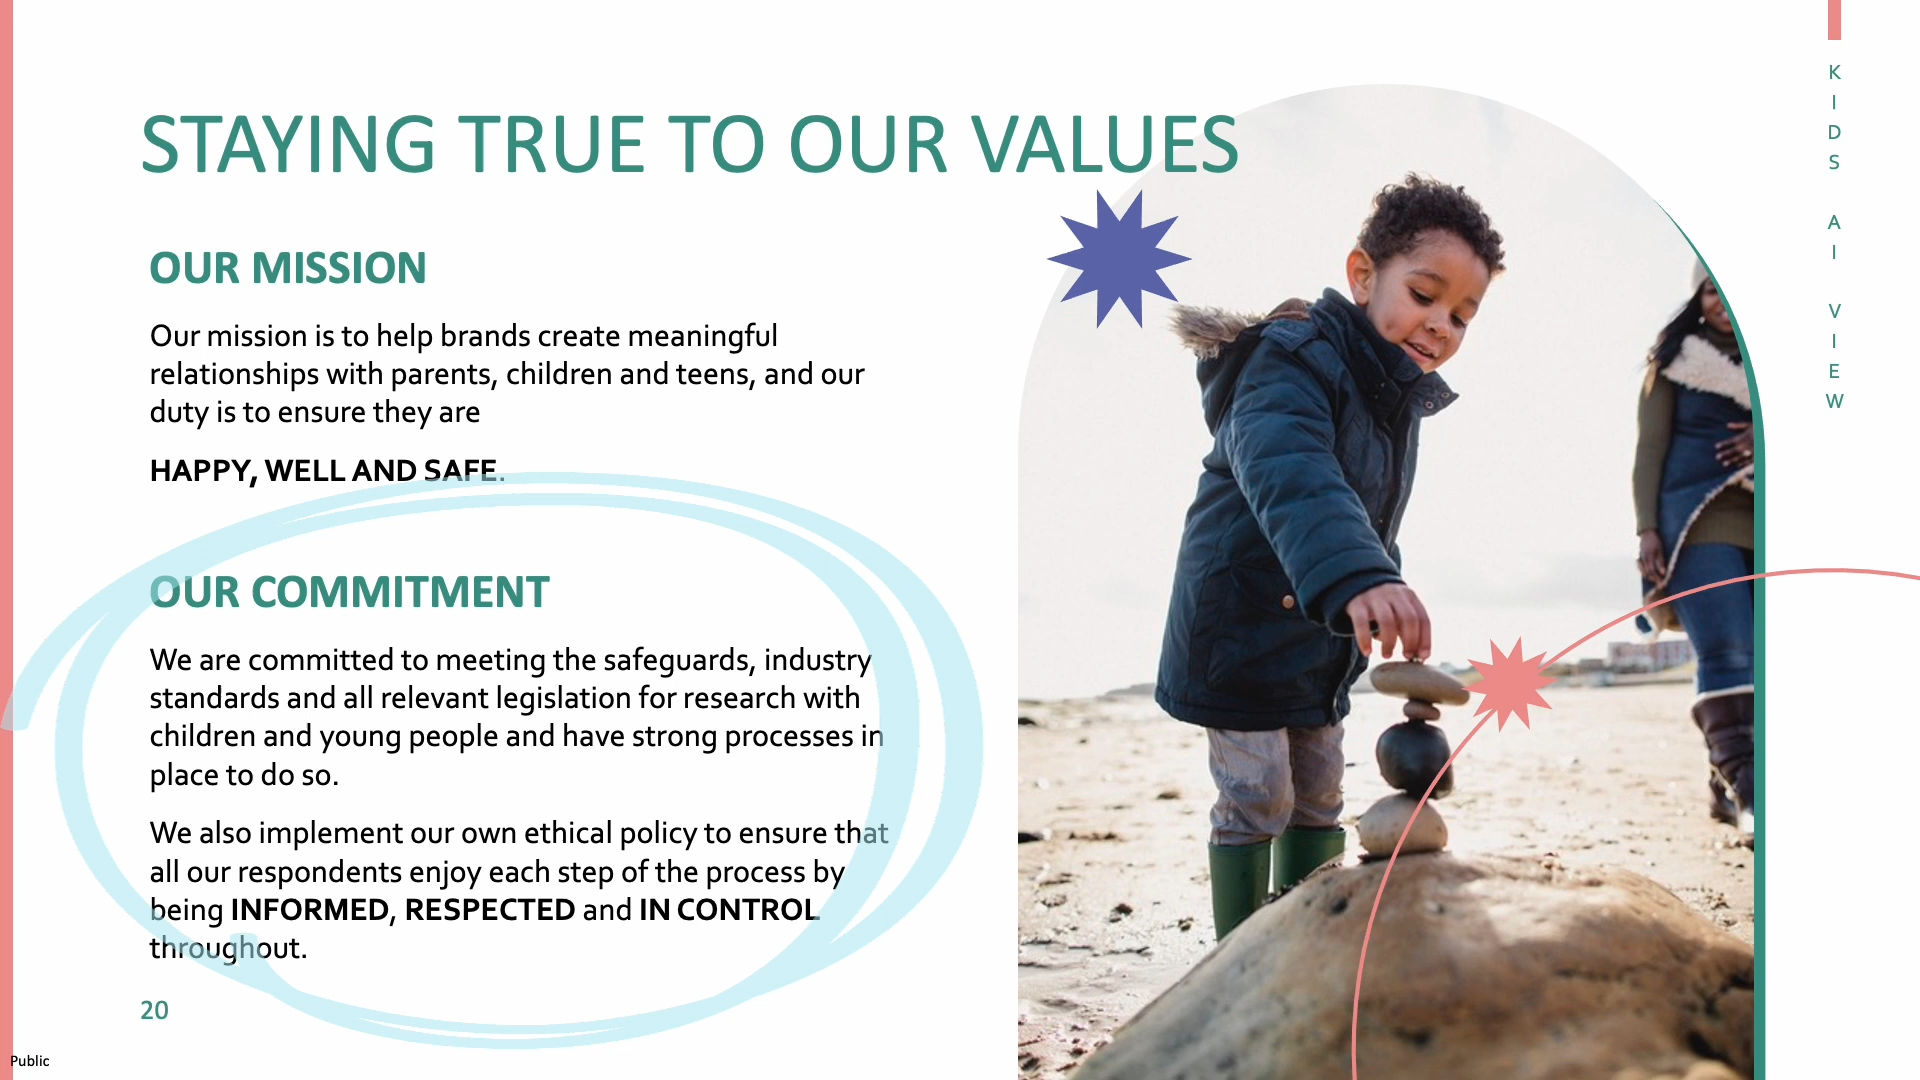 STAYING TRUE TO OUR VALUES
OUR MISSION
Our mission is to help brands create meaningful
relationships with parents, children and teens, and our
duty is to ensure they are
HAPPY, WELL AND SAFE.
OUR COMMITMENT
We are committed to meeting the safeguards, industry
standards and all relevant legislation for research with
children and young people and have strong processes in
place to do so.
We also implement our own ethical policy to ensure that
all our respondents enjoy each step of the process by
being INFORMED, RESPECTED and IN CONTROL
throughout.
20
Public
KIDS AI VIEW